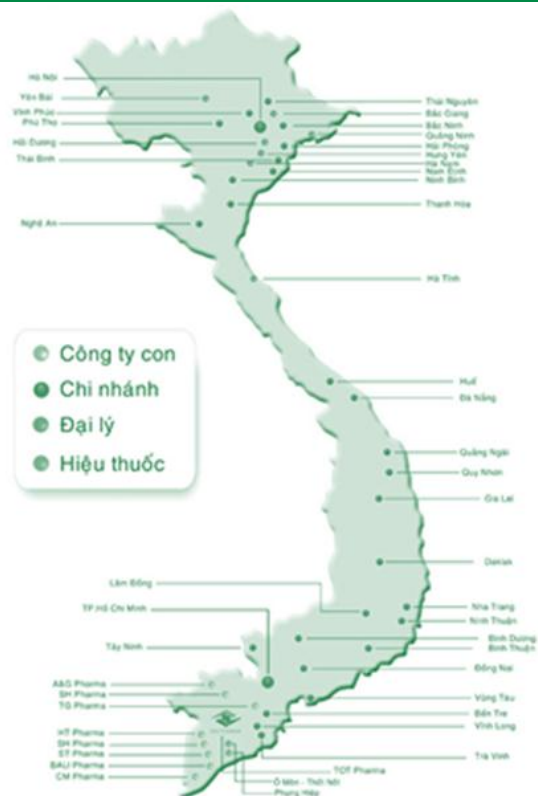 Hà Nội
Yên Bái
Vĩnh Phúc
Phú Thọ
Hải Dương
Thái Bình
Nghệ An
Thái Nguyên
Bắc Giang
Bắc Ninh
Quảng Ninh
Hải Phòng
Hưng Yên
Hà Nam
Nam Định
Ninh Bình
Thanh Hóa
Hà Tĩnh
Công ty con
Chi nhánh
Đại lý
Hiệu thuốc
Huế
Đà Nẵng
Quảng Ngãi
Quy Nhơn
Gia Lai
Daklak
Lâm Đồng
TP.Hồ Chí Minh
Tây Ninh
Nha Trang
Ninh Thuận
Bình Dương
Bình Thuận
Đồng Nai
A&G Pharma
SH Pharma
TG Pharma
HT Pharma
SH Pharma
ST Pharma
BALI Pharma
CM Pharma
Vũng Tàu
Bến Tre
Vĩnh Long
Trà Vinh
TOT Pharma
Ô Môn - Thốt Nốt
Phụng Hiệp